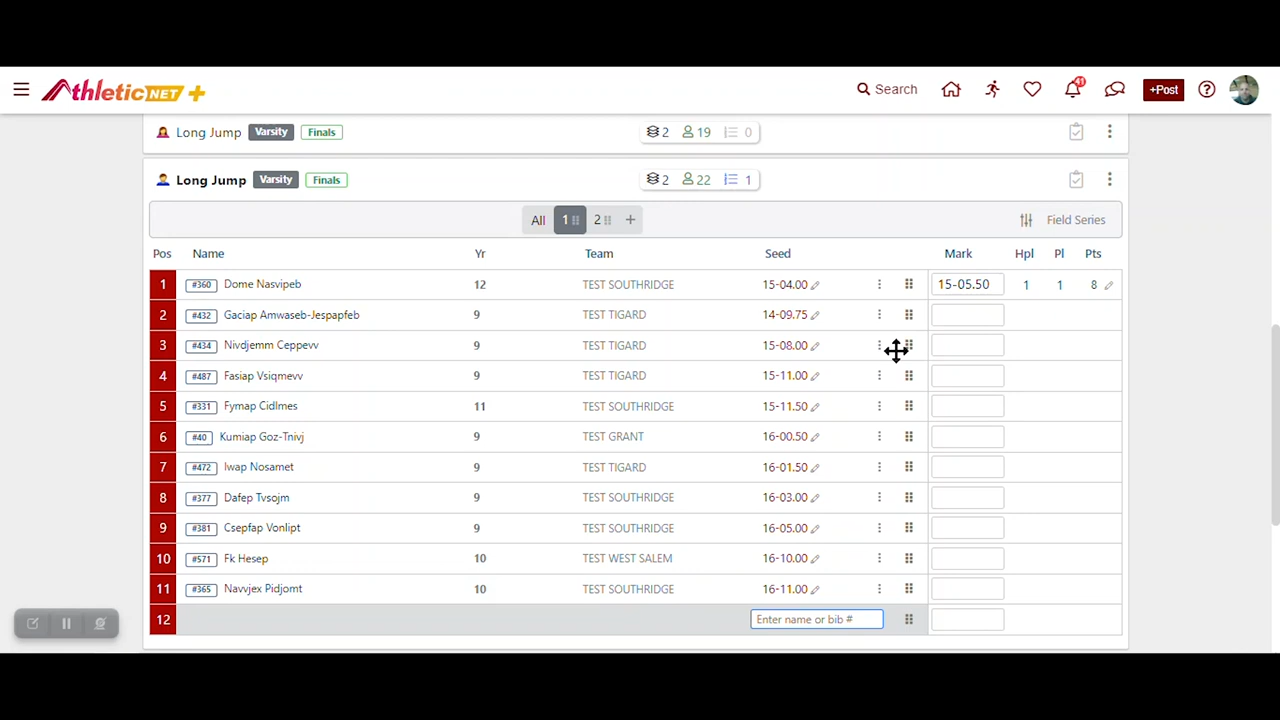 AthleticNET + Search 41 +Post
Long Jump Varsity Finals 2 19 0
Long Jump Varsity Finals 2 22 1
All 1 2 + Field Series
Pos Name Yr Team Seed Mark Hpl Pl Pts
1 #360 Dome Nasvipeb 12 TEST SOUTHRIDGE 15-04.00 15-05.50 1 1 8
2 #432 Gaciap Amwaseb-Jespapfeb 9 TEST TIGARD 14-09.75
3 #434 Nivdjemm Ceppevv 9 TEST TIGARD 15-08.00
4 #487 Fasiap Vsiqmevv 9 TEST TIGARD 15-11.00
5 #331 Fymap Cidlmes 11 TEST SOUTHRIDGE 15-11.50
6 #40 Kumiap Goz-Tnivj 9 TEST GRANT 16-00.50
7 #472 Iwap Nosamet 9 TEST TIGARD 16-01.50
8 #377 Dafep Tvsojm 9 TEST SOUTHRIDGE 16-03.00
9 #381 Csepfap Vonlipt 9 TEST SOUTHRIDGE 16-05.00
10 #571 Fk Hesep 10 TEST WEST SALEM 16-10.00
11 #365 Navvjex Pidjomt 10 TEST SOUTHRIDGE 16-11.00
12 Enter name or bib #